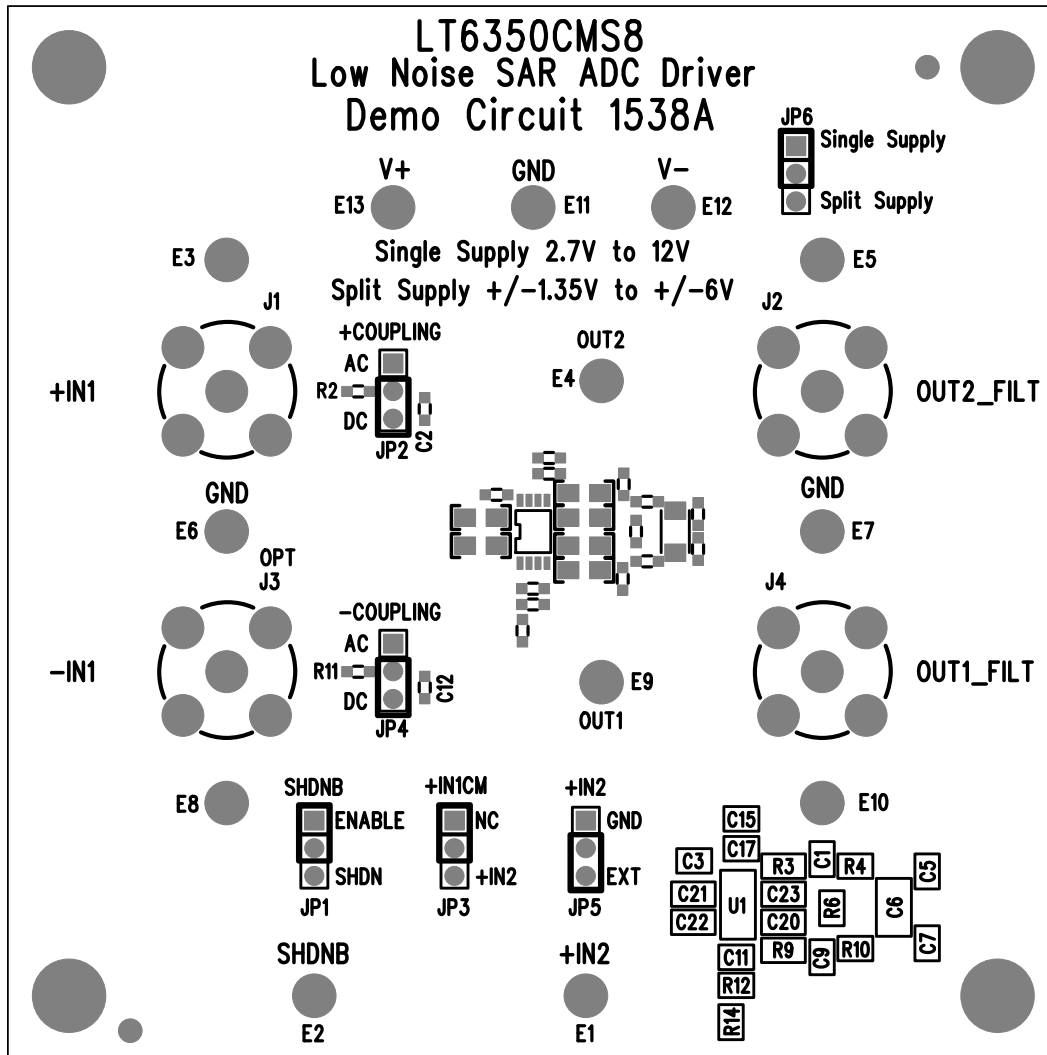 LT6350CMS8
Low Noise SAR ADC Driver
Demo Circuit 1538A
JP6
Single Supply
Split Supply
V+
GND
V-
E13
E11
E12
Single Supply 2.7V to 12V
Split Supply +/-1.35V to +/-6V
E3
E5
J1
J2
+COUPLING
AC
R2
DC
JP2
C2
OUT2
E4
+IN1
OUT2_FILT
GND
E6
GND
E7
OPT
J3
J4
-COUPLING
AC
R11
DC
JP4
C12
E9
OUT1
-IN1
OUT1_FILT
E8
E10
SHDNB
ENABLE
SHDN
JP1
+IN1CM
NC
+IN2
JP3
+IN2
GND
EXT
JP5
C15
C17
C3
R3
C1
R4
C5
C21
U1
C23
R6
C6
C22
C20
C11
R9
C9
R10
C7
R12
R14
SHDNB
E2
+IN2
E1